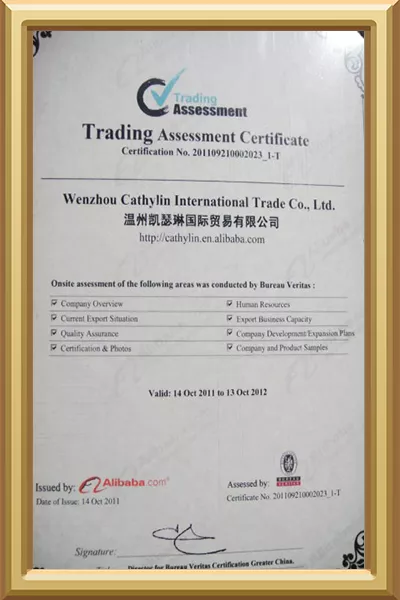 Trading
Assessment
Trading Assessment Certificate
Certification No. 201109210002023_1-T
Wenzhou Cathylin International Trade Co., Ltd.
温州凯瑟琳国际贸易有限公司
http://cathylin.en.alibaba.com
Onsite assessment of the following areas was conducted by Bureau Veritas :
Company Overview
Human Resources
Current Export Situation
Export Business Capacity
Quality Assurance
Company Development/Expansion Plans
Certification & Photos
Company and Product Samples
Valid: 14 Oct 2011 to 13 Oct 2012
Issued by: Alibaba.com®
Date of Issue: 14 Oct 2011
Assessed by: BUREAU VERITAS
Certificate No. 201109210002023_1-T
Signature:
Director for Bureau Veritas Certification Greater China.